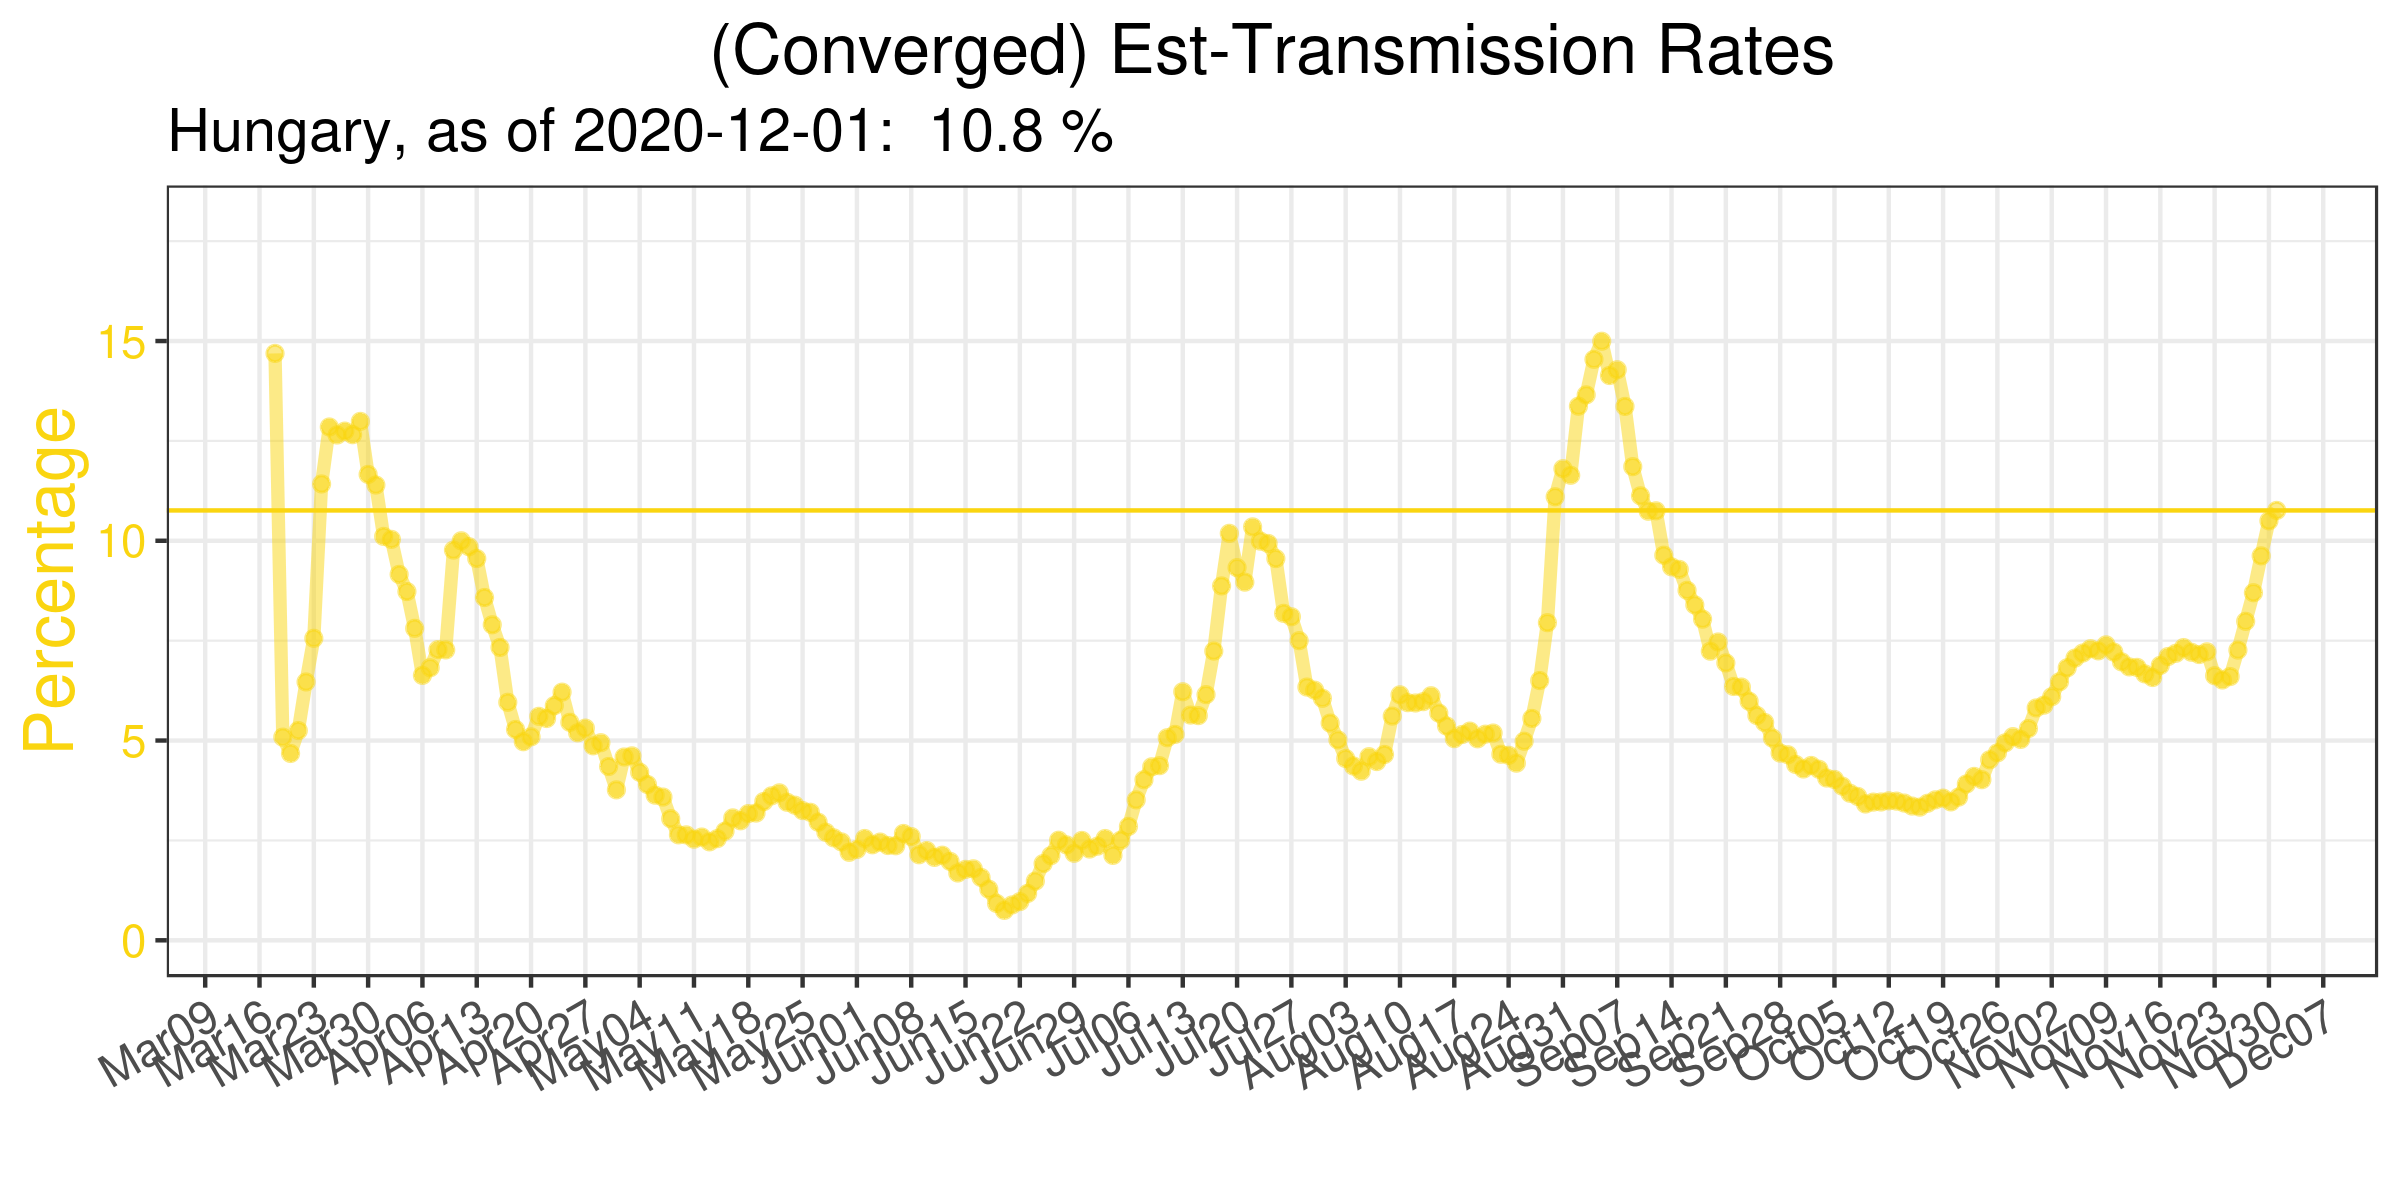 (Converged) Est-Transmission Rates
Hungary, as of 2020-12-01:  10.8 %
Percentage
15
10
5
0
Mar09
Mar16
Mar23
Mar30
Apr06
Apr13
Apr20
Apr27
May04
May11
May18
May25
Jun01
Jun08
Jun15
Jun22
Jun29
Jul06
Jul13
Jul20
Jul27
Aug03
Aug10
Aug17
Aug24
Aug31
Sep07
Sep14
Sep21
Sep28
Oct05
Oct12
Oct19
Oct26
Nov02
Nov09
Nov16
Nov23
Nov30
Dec07